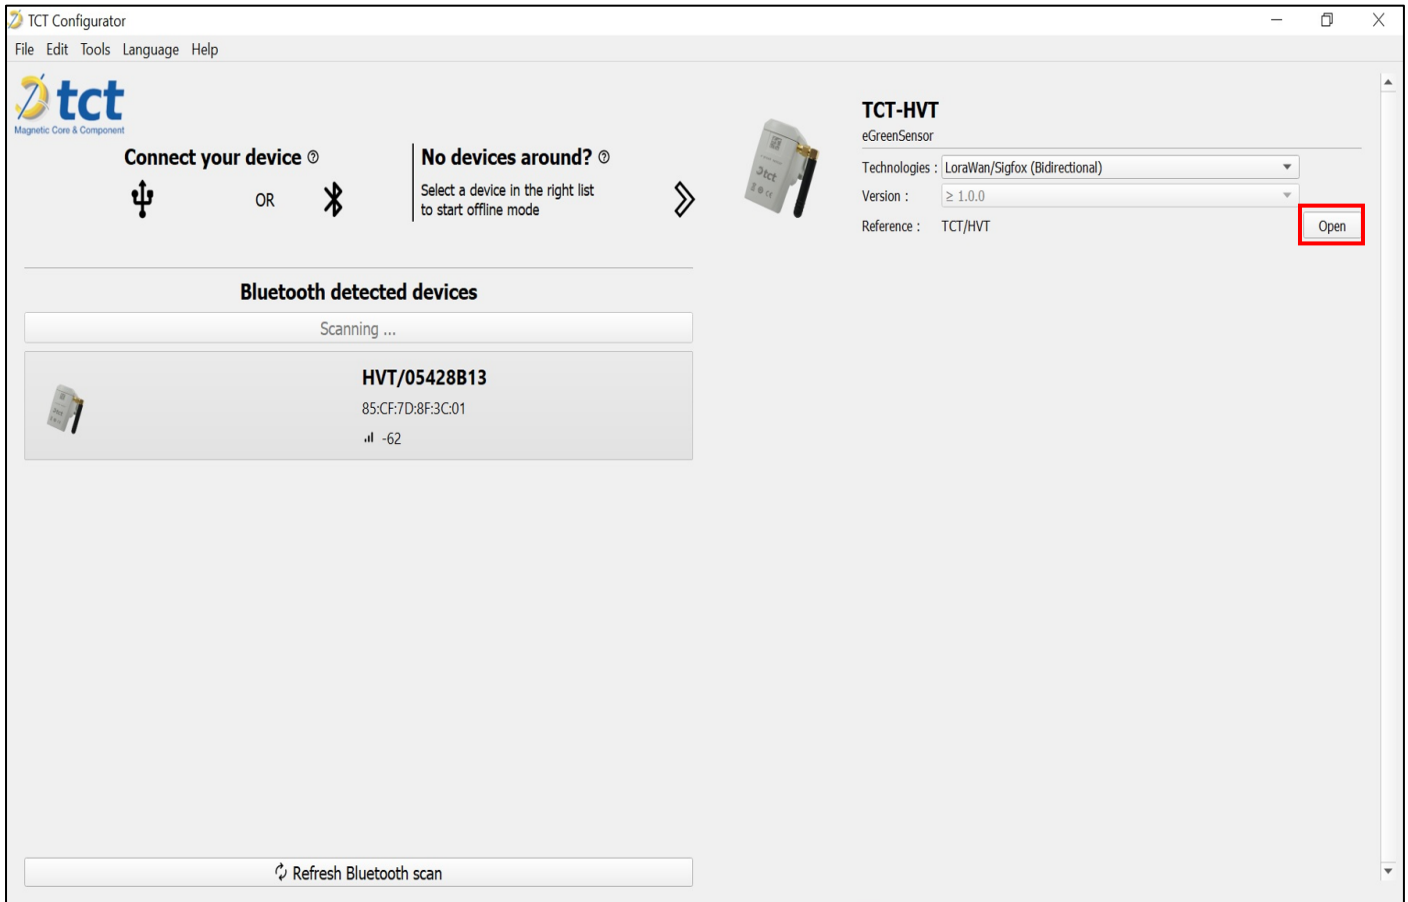 TCT Configurator
File Edit Tools Language Help
tct
Magnetic Core & Component
Connect your device
OR
No devices around?
Select a device in the right list
to start offline mode
Bluetooth detected devices
Scanning ...
HVT/05428B13
85:CF:7D:8F:3C:01
-62
Refresh Bluetooth scan
tct
TCT-HVT
eGreenSensor
Technologies : LoraWan/Sigfox (Bidirectional)
Version : ≥ 1.0.0
Reference : TCT/HVT
Open